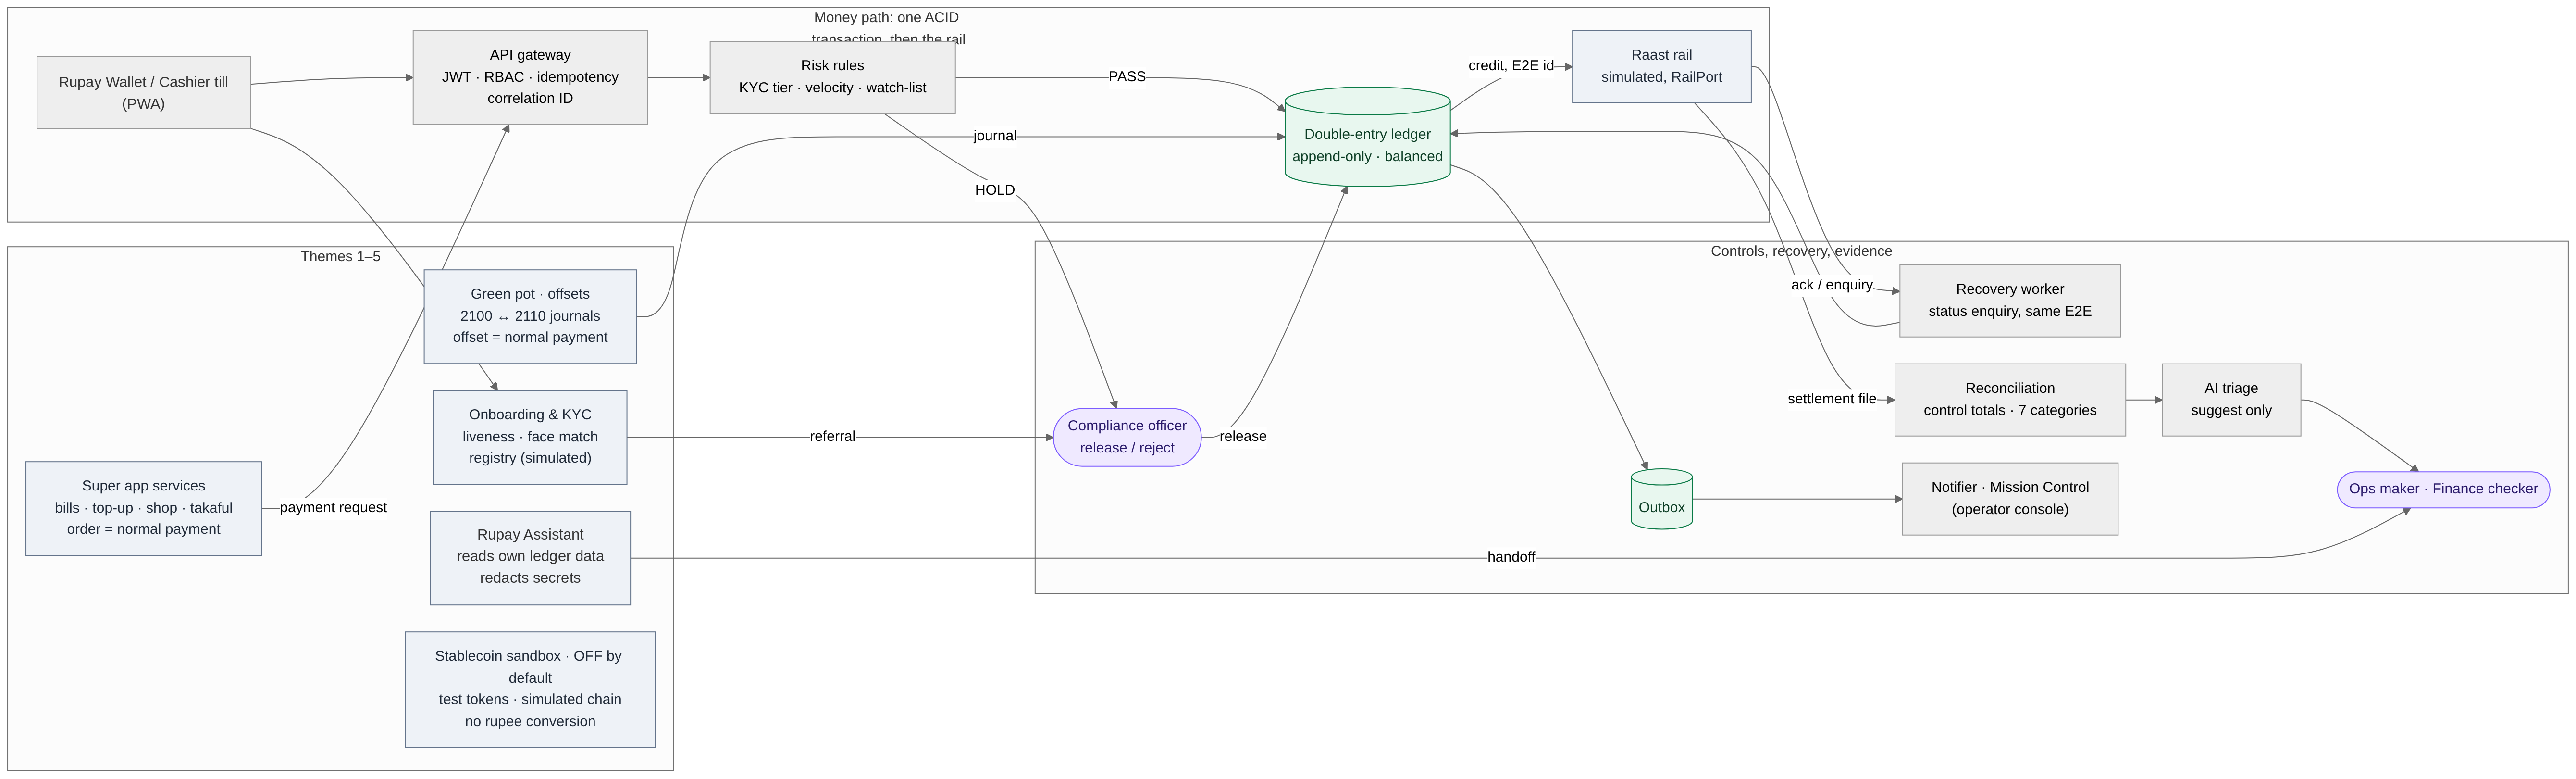 Money path: one ACID
transaction, then the rail
Rupay Wallet / Cashier till
(PWA)
API gateway
JWT · RBAC · idempotency
correlation ID
Risk rules
KYC tier · velocity · watch-list
PASS
HOLD
journal
Double-entry ledger
append-only · balanced
credit, E2E id
Raast rail
simulated, RailPort
Themes 1–5
Green pot · offsets
2100 ↔ 2110 journals
offset = normal payment
Onboarding & KYC
liveness · face match
registry (simulated)
Super app services
bills · top-up · shop · takaful
order = normal payment
payment request
Rupay Assistant
reads own ledger data
redacts secrets
Stablecoin sandbox · OFF by
default
test tokens · simulated chain
no rupee conversion
referral
Controls, recovery, evidence
Compliance officer
release / reject
release
ack / enquiry
Recovery worker
status enquiry, same E2E
settlement file
Reconciliation
control totals · 7 categories
AI triage
suggest only
Outbox
Notifier · Mission Control
(operator console)
Ops maker · Finance checker
handoff